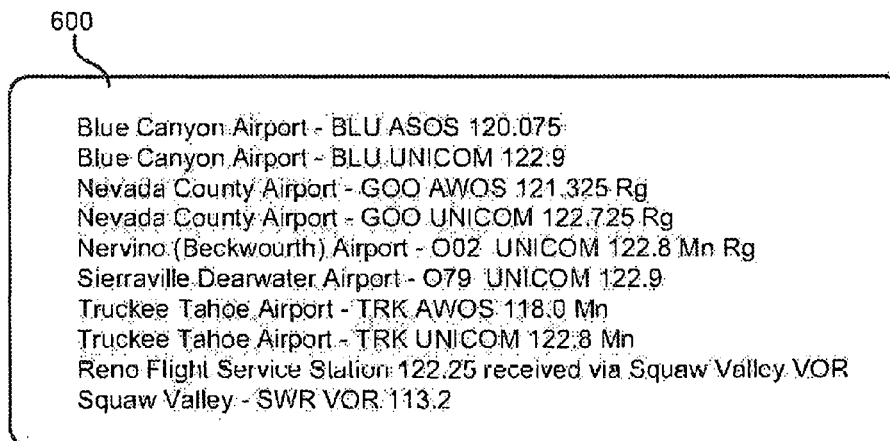 600
Blue Canyon Airport - BLU ASOS 120.075
Blue Canyon Airport - BLU UNICOM 122.9
Nevada County Airport - GOO AWOS 121.325 Rg
Nevada County Airport - GOO UNICOM 122.725 Rg
Nervino (Beckwourth) Airport - O02 UNICOM 122.8 Mn Rg
Sierraville Dearwater Airport - O79 UNICOM 122.9
Truckee Tahoe Airport - TRK AWOS 118.0 Mn
Truckee Tahoe Airport - TRK UNICOM 122.8 Mn
Reno Flight Service Station 122.25 received via Squaw Valley VOR
Squaw Valley - SWR VOR 113.2